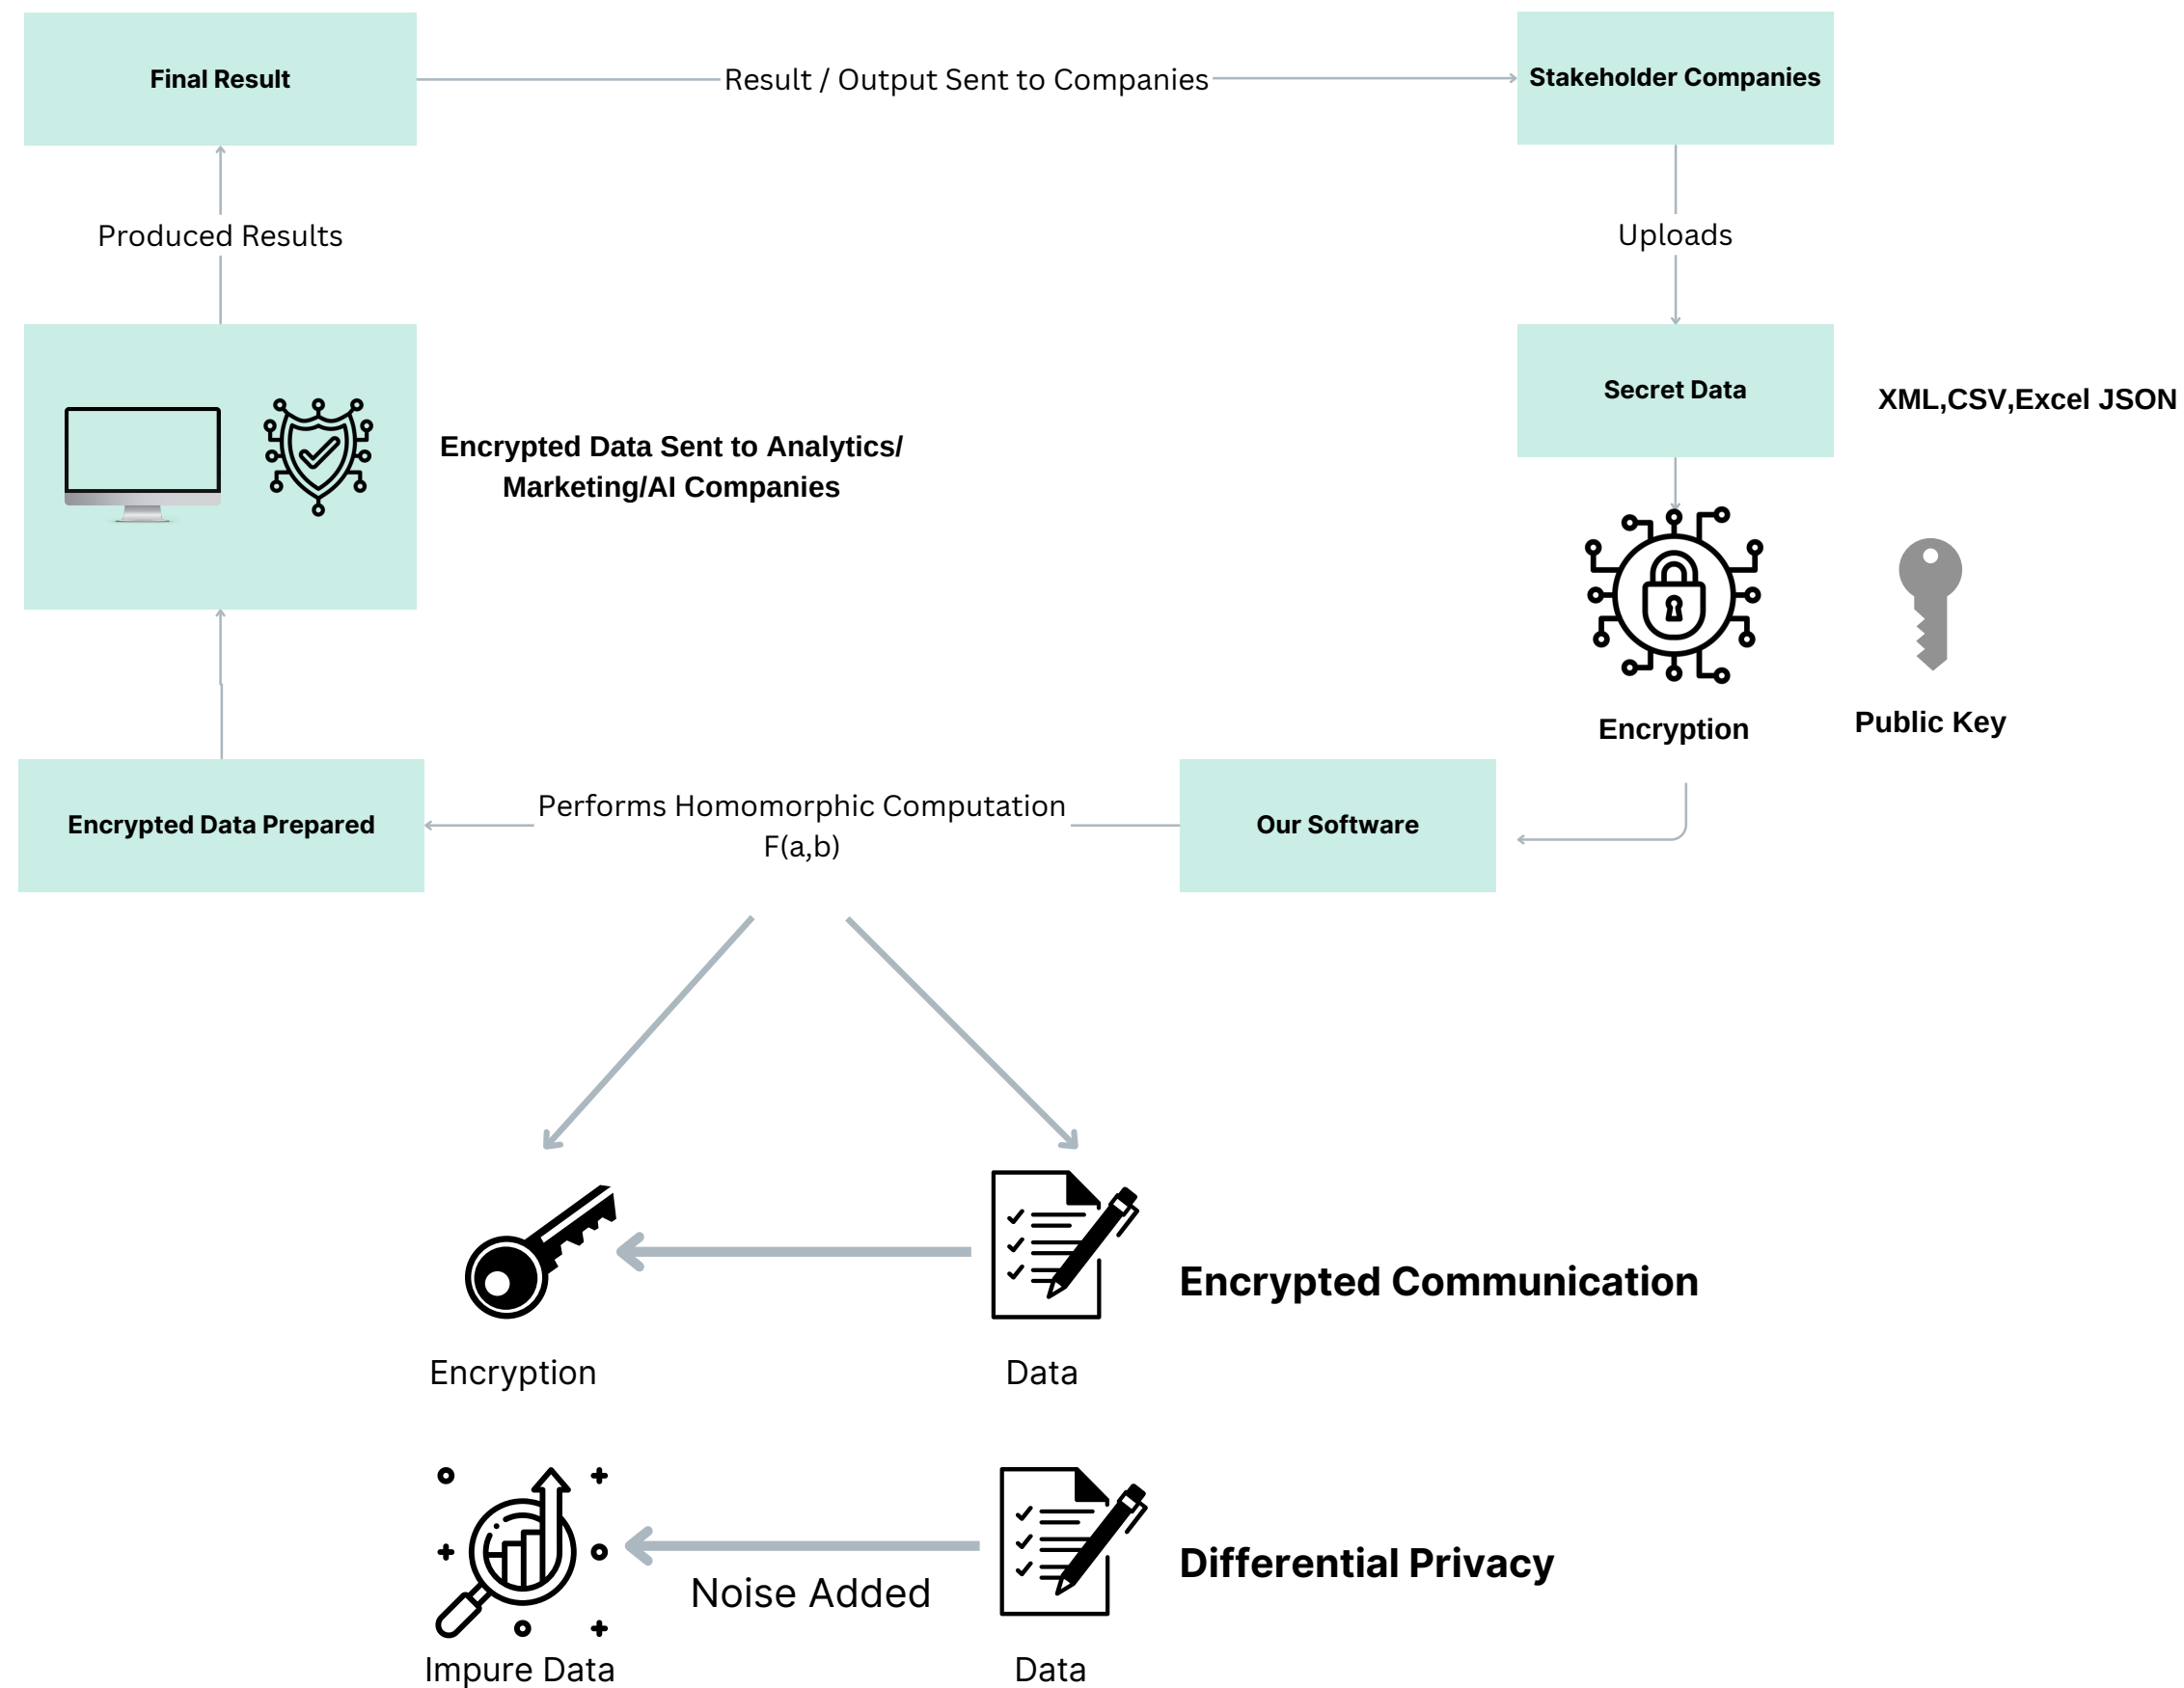 Final Result
Result / Output Sent to Companies
Stakeholder Companies
Produced Results
Uploads
Secret Data
XML,CSV,Excel JSON
Encrypted Data Sent to Analytics/
Marketing/AI Companies
Encryption
Public Key
Encrypted Data Prepared
Performs Homomorphic Computation
F(a,b)
Our Software
Encrypted Communication
Encryption
Data
Differential Privacy
Noise Added
Impure Data
Data